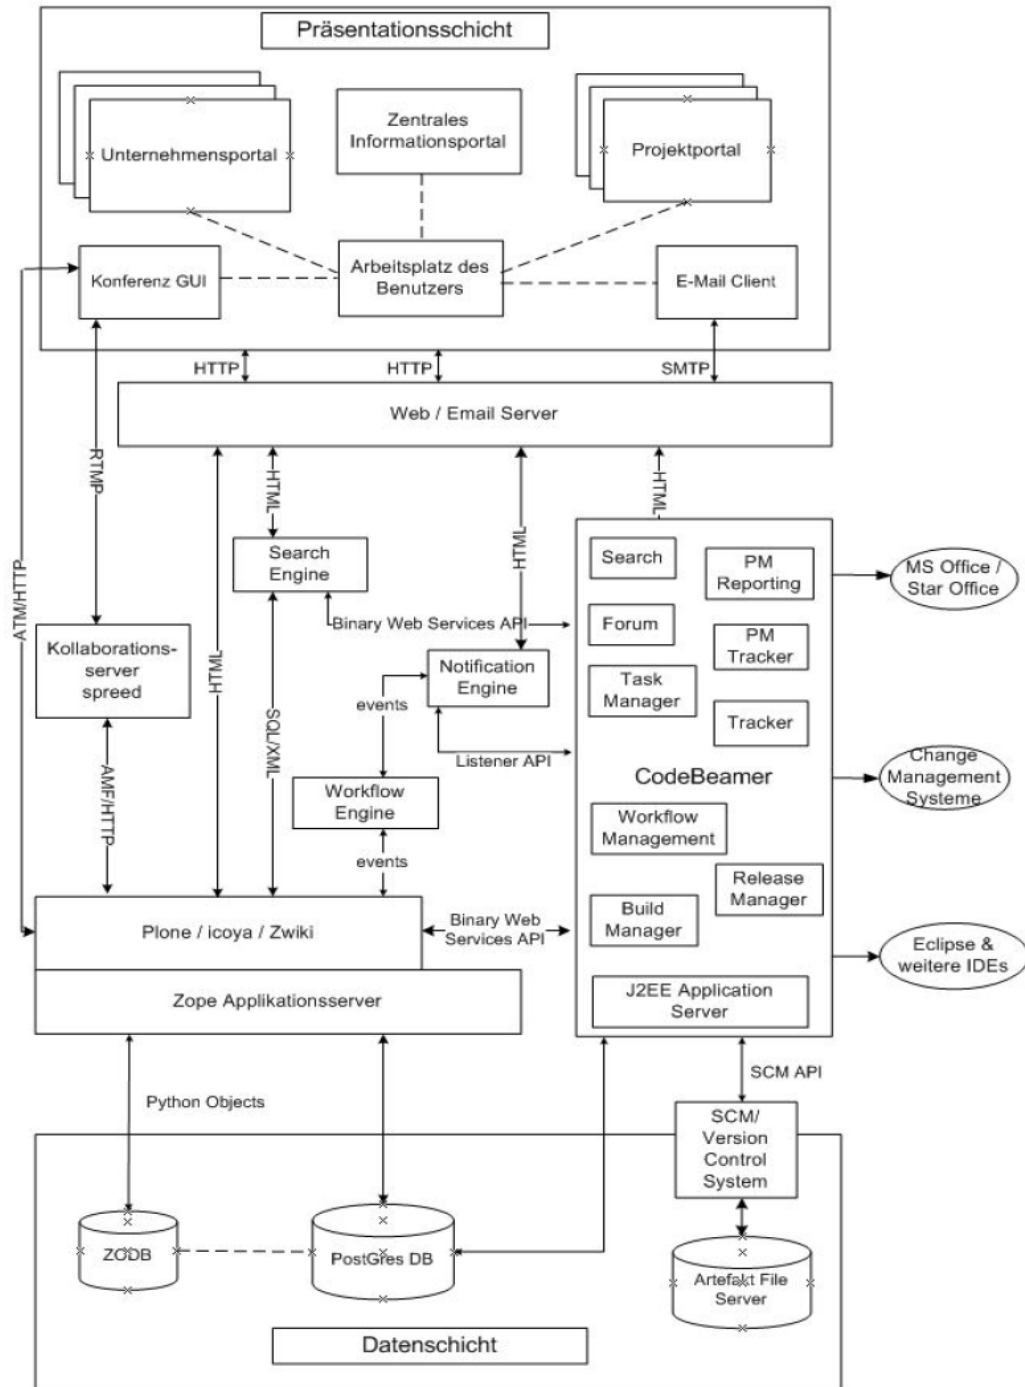 Präsentationsschicht
Unternehmensportal
Zentrales
Informationsportal
Projektportal
Konferenz GUI
Arbeitsplatz des
Benutzers
E-Mail Client
HTTP
HTTP
SMTP
Web / Email Server
RTMP
ATM/HTTP
HTML
HTML
HTML
HTML
Search
Engine
SQL/XML
Binary Web Services API
Kollaborations-
server
spreed
Notification
Engine
events
Listener API
AMF/HTTP
Workflow
Engine
events
Search
PM
Reporting
Forum
PM
Tracker
Task
Manager
Tracker
CodeBeamer
Workflow
Management
Release
Manager
Build
Manager
J2EE Application
Server
MS Office /
Star Office
Change
Management
Systeme
Eclipse &
weitere IDEs
Plone / icoya / Zwiki
Binary Web
Services API
Zope Applikationsserver
Python Objects
SCM API
SCM/
Version
Control
System
ZODB
PostGres DB
Artefakt File
Server
Datenschicht